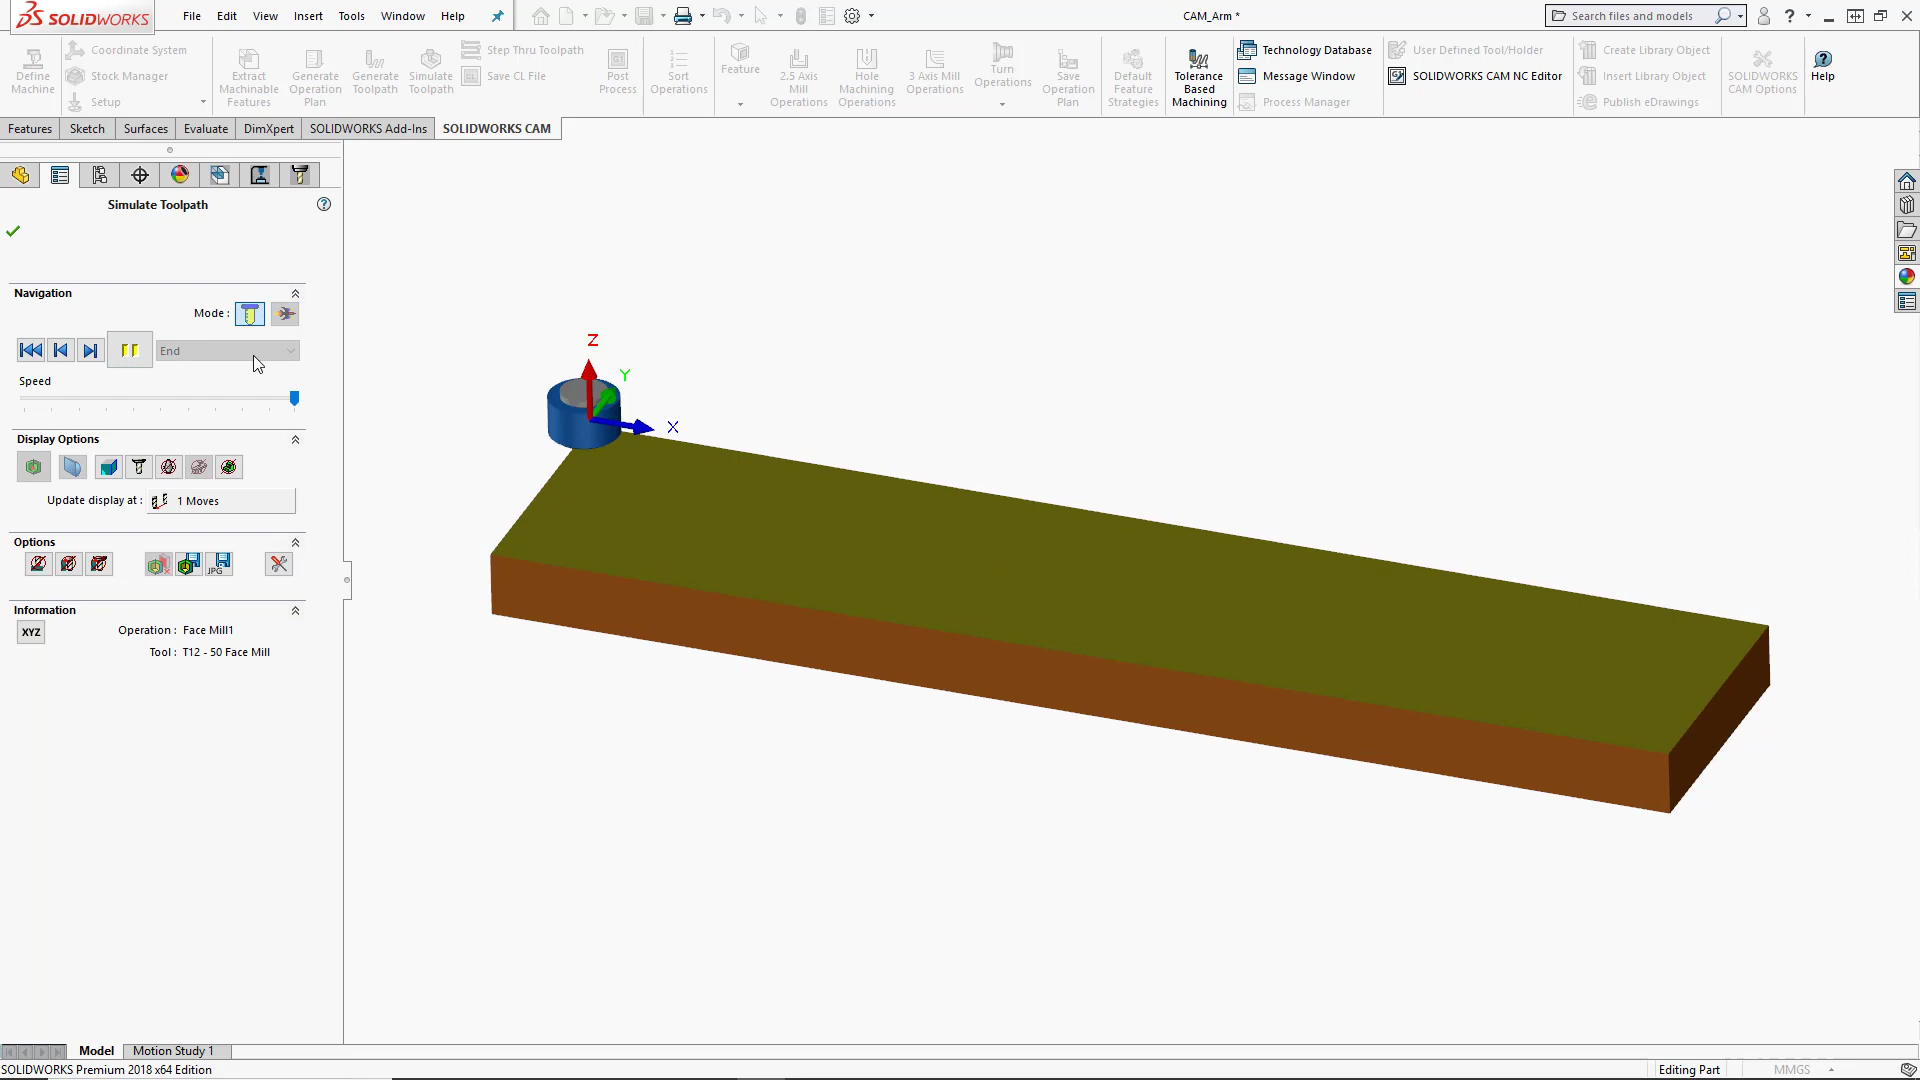 SOLIDWORKS File Edit View Insert Tools Window Help CAM_Arm * Search files and models
Define Machine
Coordinate System
Stock Manager
Setup
Extract Machinable Features
Generate Operation Plan
Generate Toolpath
Simulate Toolpath
Step Thru Toolpath
Save CL File
Post Process
Sort Operations
Feature
2.5 Axis Mill Operations
Hole Machining Operations
3 Axis Mill Operations
Turn Operations
Save Operation Plan
Default Feature Strategies
Tolerance Based Machining
Technology Database
Message Window
Process Manager
User Defined Tool/Holder
SOLIDWORKS CAM NC Editor
Create Library Object
Insert Library Object
Publish eDrawings
SOLIDWORKS CAM Options
Help
Features Sketch Surfaces Evaluate DimXpert SOLIDWORKS Add-Ins SOLIDWORKS CAM
Simulate Toolpath
Navigation
Mode :
End
Speed
Display Options
Update display at : 1 Moves
Options
JPG
Information
XYZ Operation : Face Mill1
Tool : T12 - 50 Face Mill
Z
Y
X
Model Motion Study 1
SOLIDWORKS Premium 2018 x64 Edition Editing Part MMGS